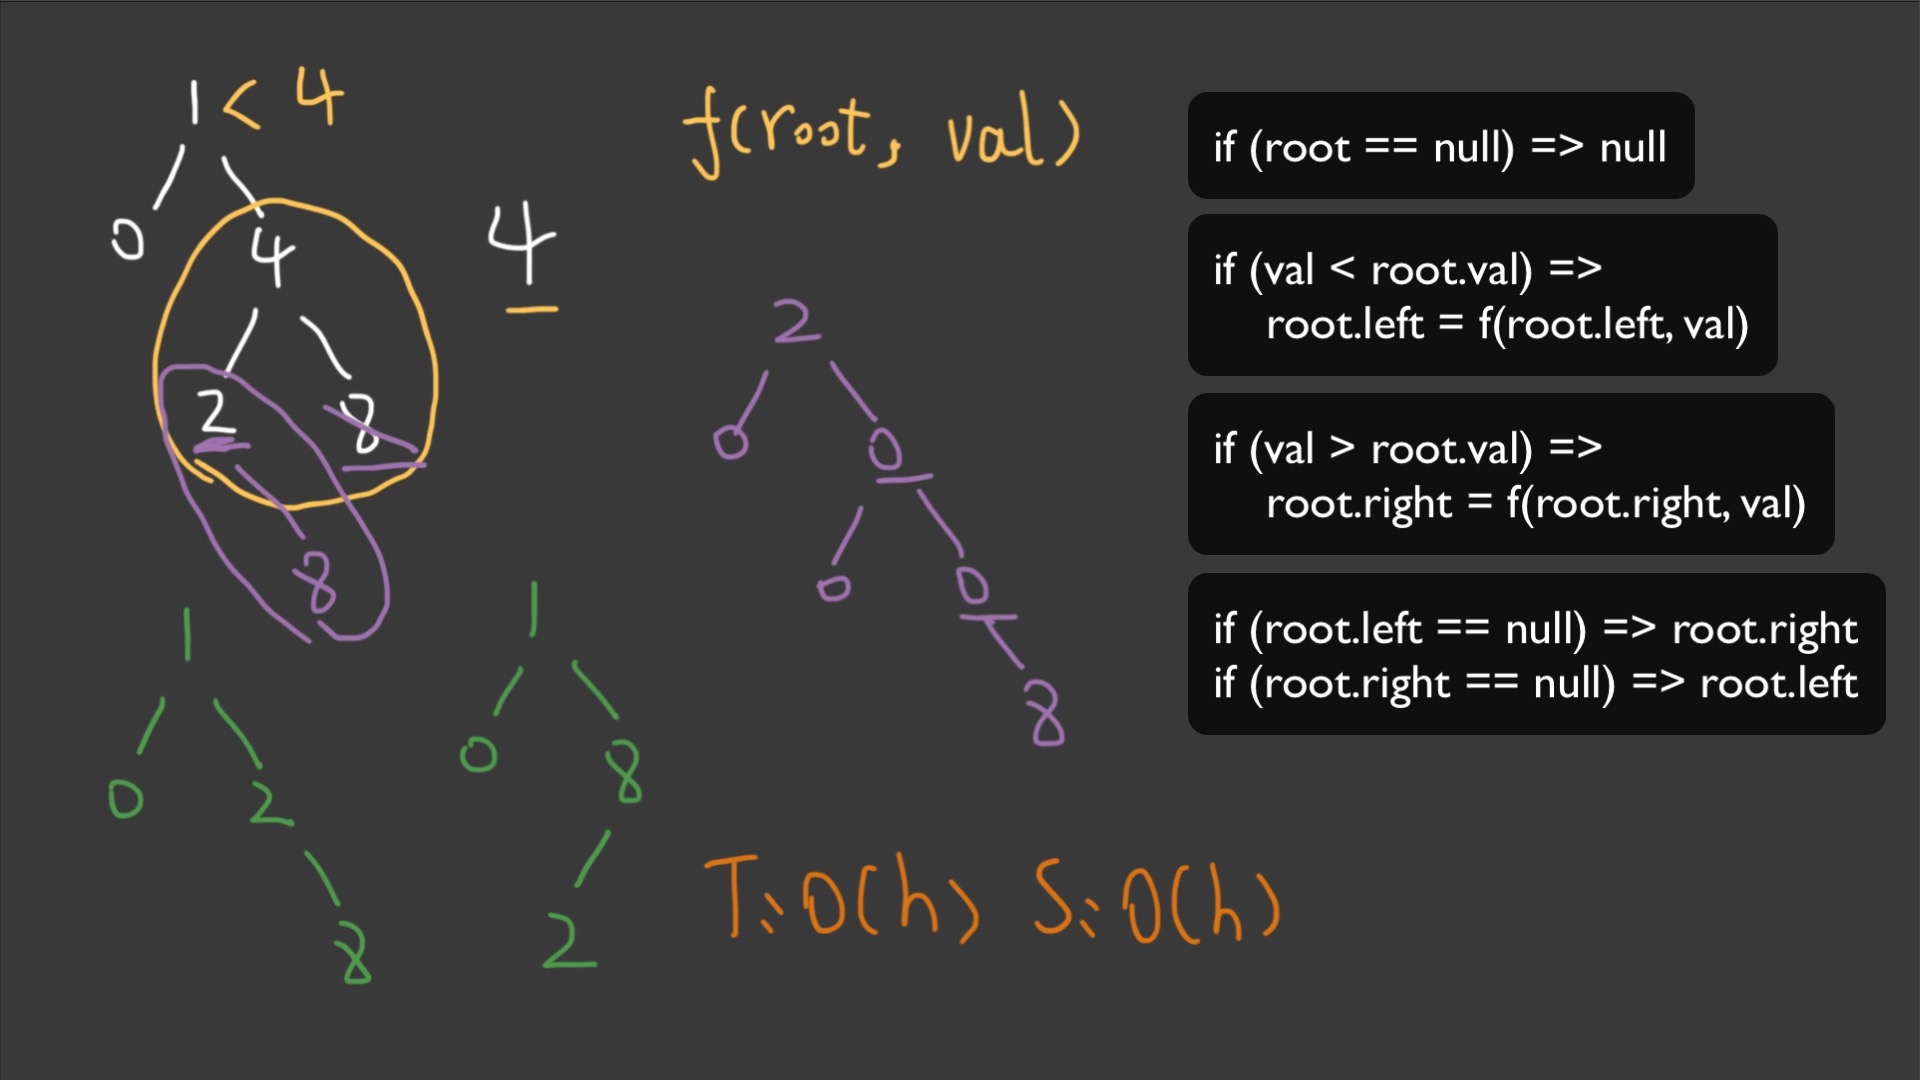 1 < 4
0
4
2
8
8
4
f(root, val)
2
0
0
0
0
8
1
0
2
8
1
0
8
2
T: O(h) S: O(h)
if (root == null) => null
if (val < root.val) =>
root.left = f(root.left, val)
if (val > root.val) =>
root.right = f(root.right, val)
if (root.left == null) => root.right
if (root.right == null) => root.left